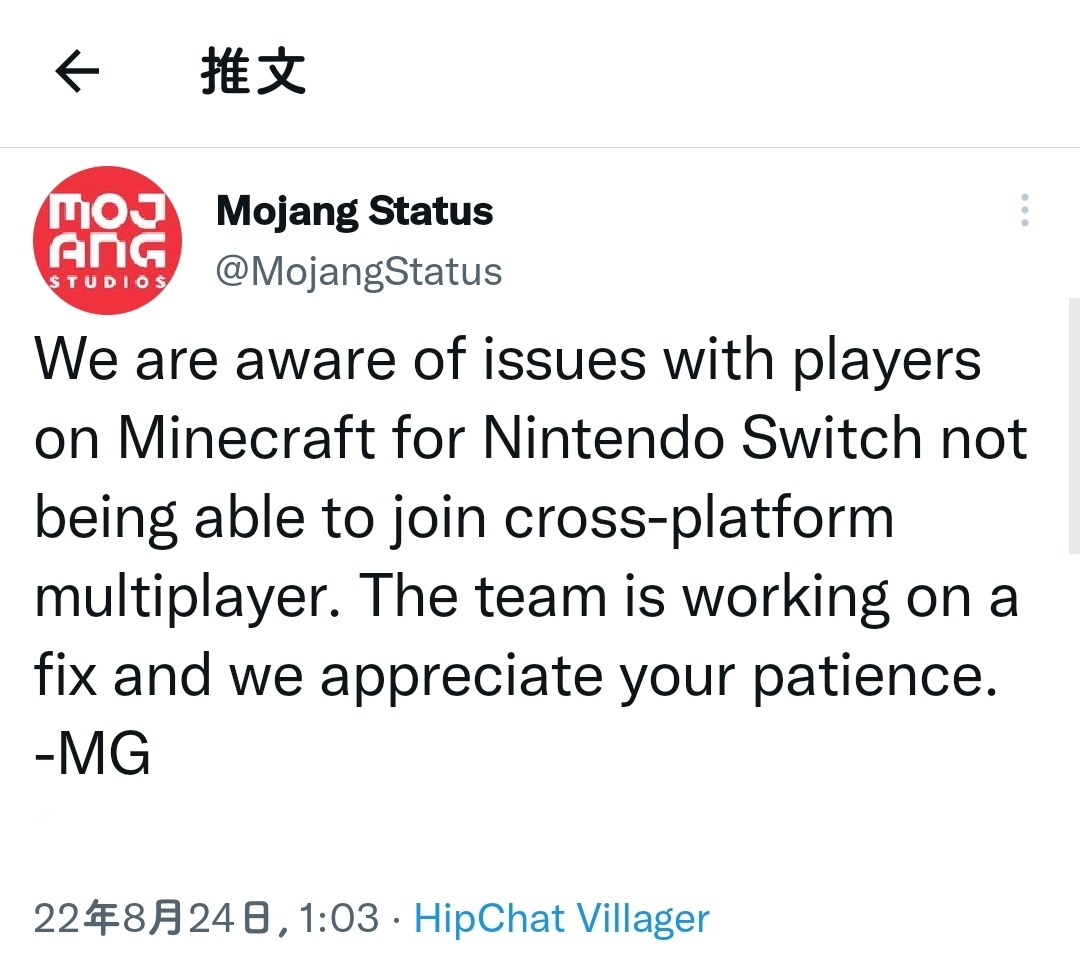 推文
MOJ
ANG
STUDIOS
Mojang Status
@MojangStatus
We are aware of issues with players
on Minecraft for Nintendo Switch not
being able to join cross-platform
multiplayer. The team is working on a
fix and we appreciate your patience.
-MG
22年8月24日, 1:03 · HipChat Villager